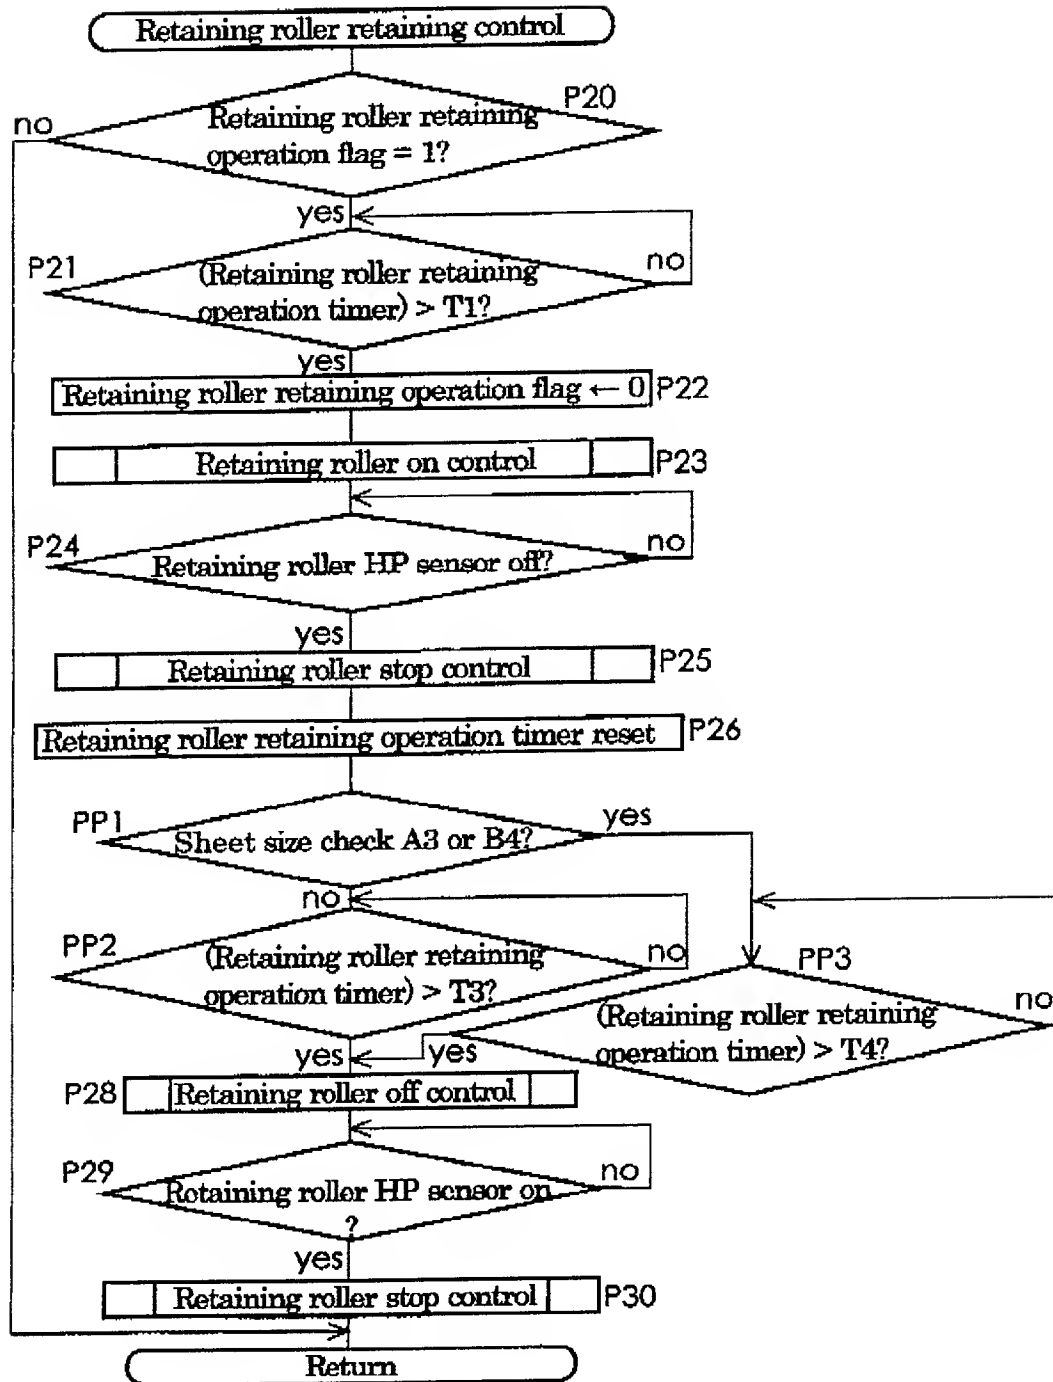 Retaining roller retaining control
P20
no
Retaining roller retaining
operation flag = 1?
yes
P21
no
(Retaining roller retaining
operation timer) > T1?
yes
Retaining roller retaining operation flag ← 0
P22
Retaining roller on control
P23
P24
no
Retaining roller HP sensor off?
yes
Retaining roller stop control
P25
Retaining roller retaining operation timer reset
P26
PP1
yes
Sheet size check A3 or B4?
no
PP2
no
(Retaining roller retaining
operation timer) > T3?
PP3
no
(Retaining roller retaining
operation timer) > T4?
yes
yes
P28
Retaining roller off control
P29
no
Retaining roller HP sensor on
?
yes
Retaining roller stop control
P30
Return